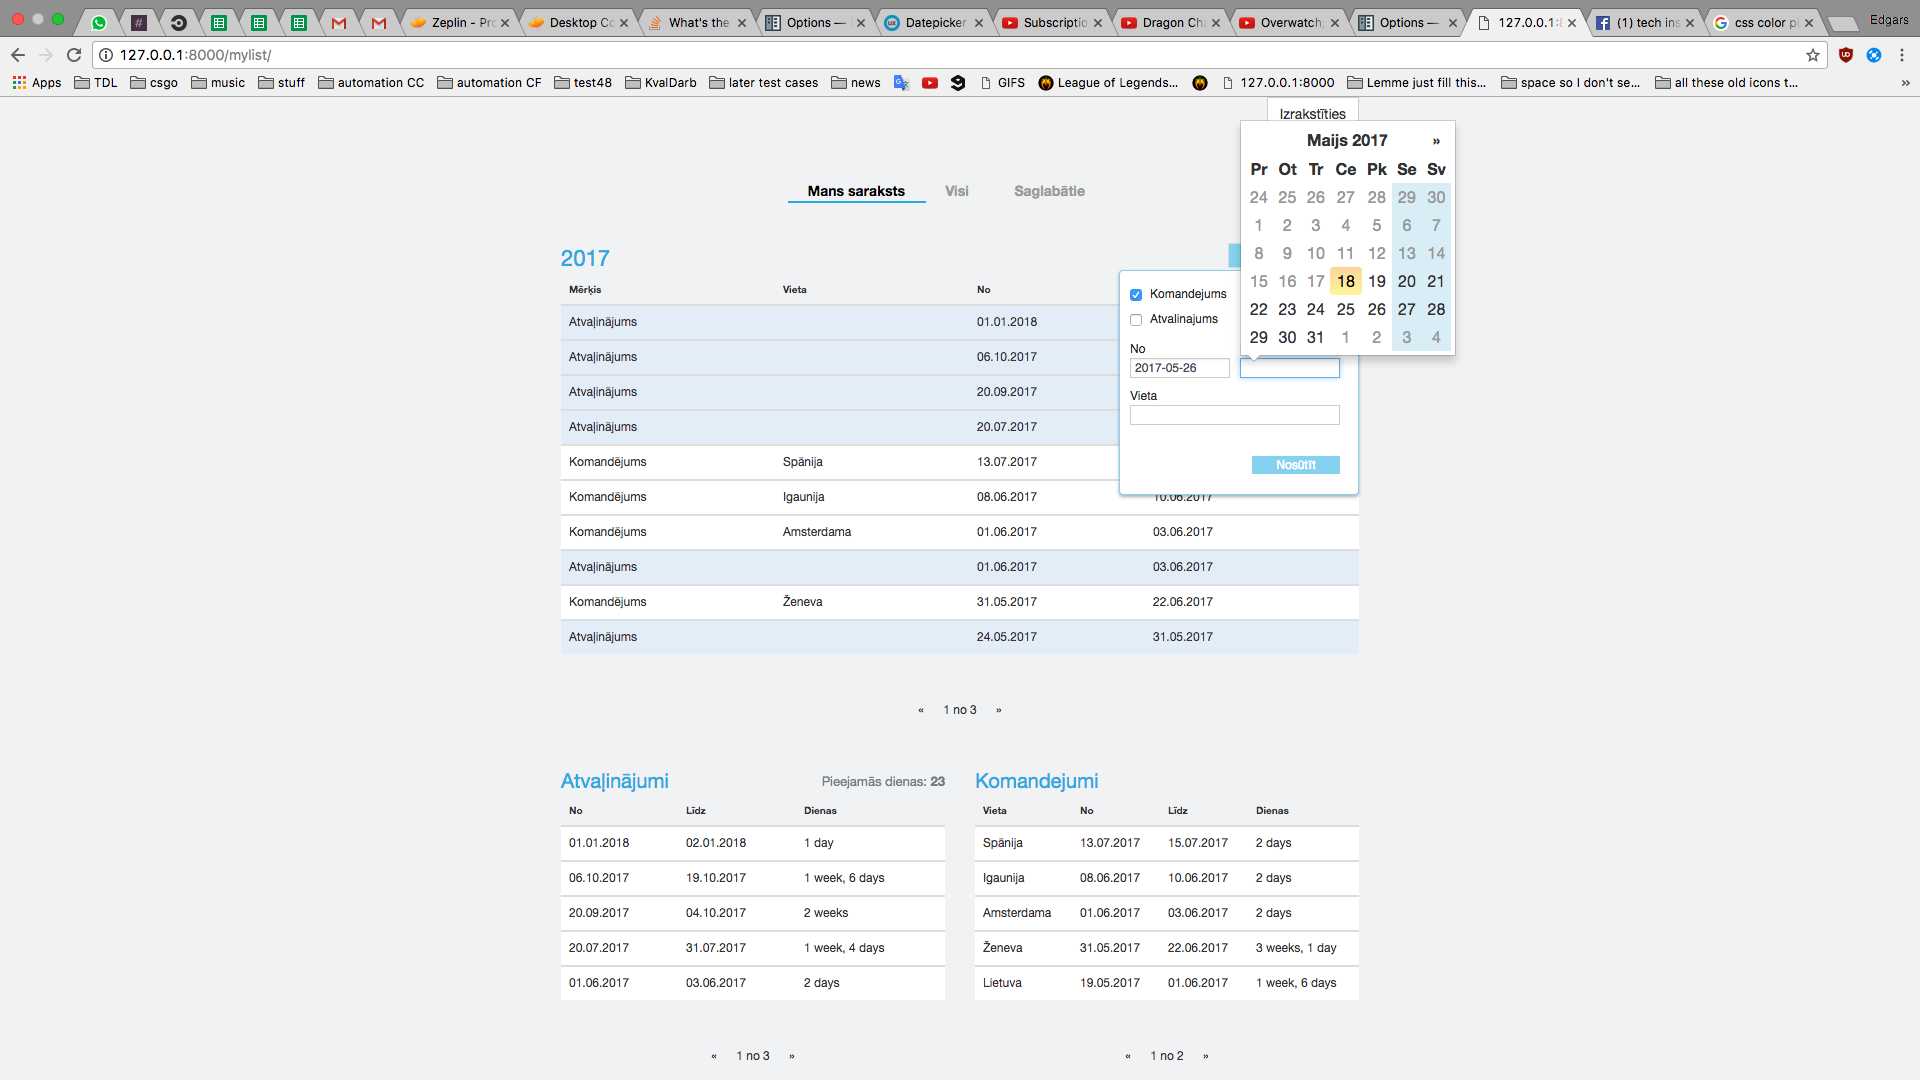 Zeplin - Pro
Desktop Co
What's the
Options —
Datepicker
Subscriptio
Dragon Cha
Overwatch;
Options —
127.0.0.1:8
(1) tech ins
css color pi
Edgars
127.0.0.1:8000/mylist/
Apps TDL csgo music stuff automation CC automation CF test48 KvalDarb later test cases news GIFS League of Legends... 127.0.0.1:8000 Lemme just fill this... space so I don't se... all these old icons t... »
Izrakstīties
Mans saraksts Visi Saglabātie
Maijs 2017 »
Pr Ot Tr Ce Pk Se Sv
24 25 26 27 28 29 30
1 2 3 4 5 6 7
8 9 10 11 12 13 14
15 16 17 18 19 20 21
22 23 24 25 26 27 28
29 30 31 1 2 3 4
2017
Mērķis Vieta No
Atvaļinājums 01.01.2018
Atvaļinājums 06.10.2017
Atvaļinājums 20.09.2017
Atvaļinājums 20.07.2017
Komandējums Spānija 13.07.2017
Komandējums Igaunija 08.06.2017 10.06.2017
Komandējums Amsterdama 01.06.2017 03.06.2017
Atvaļinājums 01.06.2017 03.06.2017
Komandējums Ženeva 31.05.2017 22.06.2017
Atvaļinājums 24.05.2017 31.05.2017
Komandejums
Atvalinajums
No
2017-05-26
Vieta
Nosūtīt
« 1 no 3 »
Atvaļinājumi Pieejamās dienas: 23
No Līdz Dienas
01.01.2018 02.01.2018 1 day
06.10.2017 19.10.2017 1 week, 6 days
20.09.2017 04.10.2017 2 weeks
20.07.2017 31.07.2017 1 week, 4 days
01.06.2017 03.06.2017 2 days
« 1 no 3 »
Komandejumi
Vieta No Līdz Dienas
Spānija 13.07.2017 15.07.2017 2 days
Igaunija 08.06.2017 10.06.2017 2 days
Amsterdama 01.06.2017 03.06.2017 2 days
Ženeva 31.05.2017 22.06.2017 3 weeks, 1 day
Lietuva 19.05.2017 01.06.2017 1 week, 6 days
« 1 no 2 »